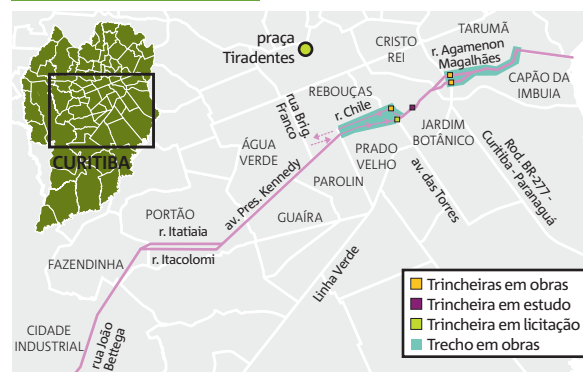 praça
Tiradentes
TARUMÃ
CRISTO
REI
r. Agamenon
Magalhães
CAPÃO DA
IMBUIA
REBOUÇAS
r. Chile
rua Brig.
Franco
JARDIM
BOTÂNICO
ÁGUA
VERDE
PRADO
VELHO
PAROLIN
CURITIBA
av. Pres. Kennedy
av. das Torres
Rod. BR-277 -
Curitiba -Paranaguá
PORTÃO
r. Itatiaia
GUAÍRA
r. Itacolomi
FAZENDINHA
Linha Verde
CIDADE
INDUSTRIAL
rua João
Bettega
Trincheiras em obras
Trincheira em estudo
Trincheira em licitação
Trecho em obras